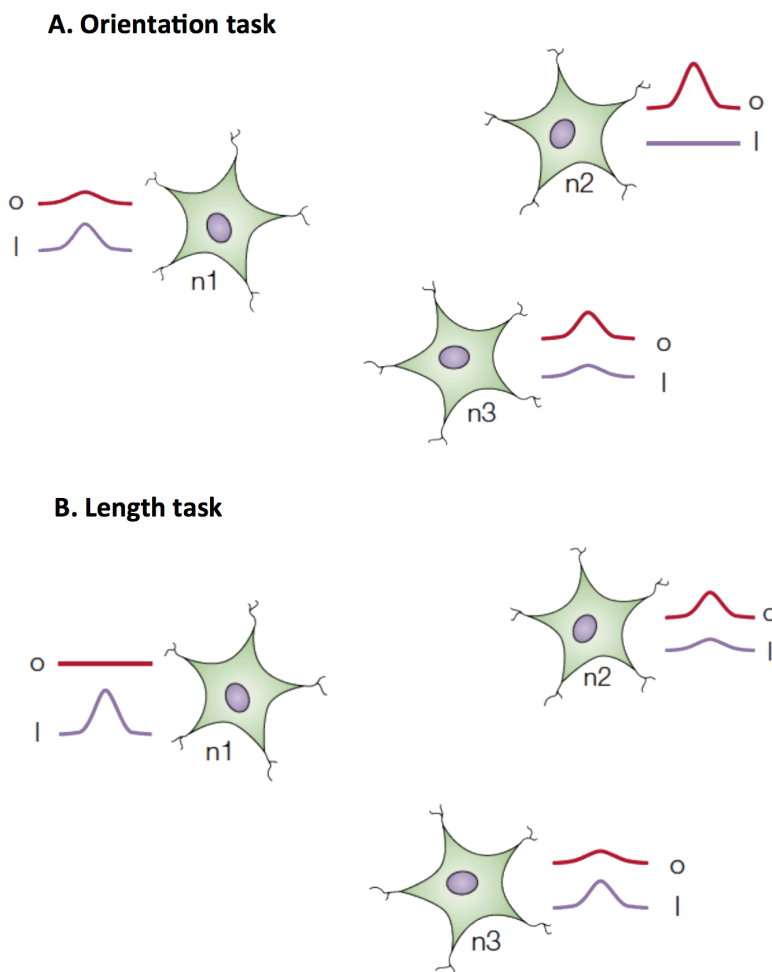 A. Orientation task
o
l
n2
o
l
n1
o
l
n3
B. Length task
o
l
n2
o
l
n1
o
l
n3